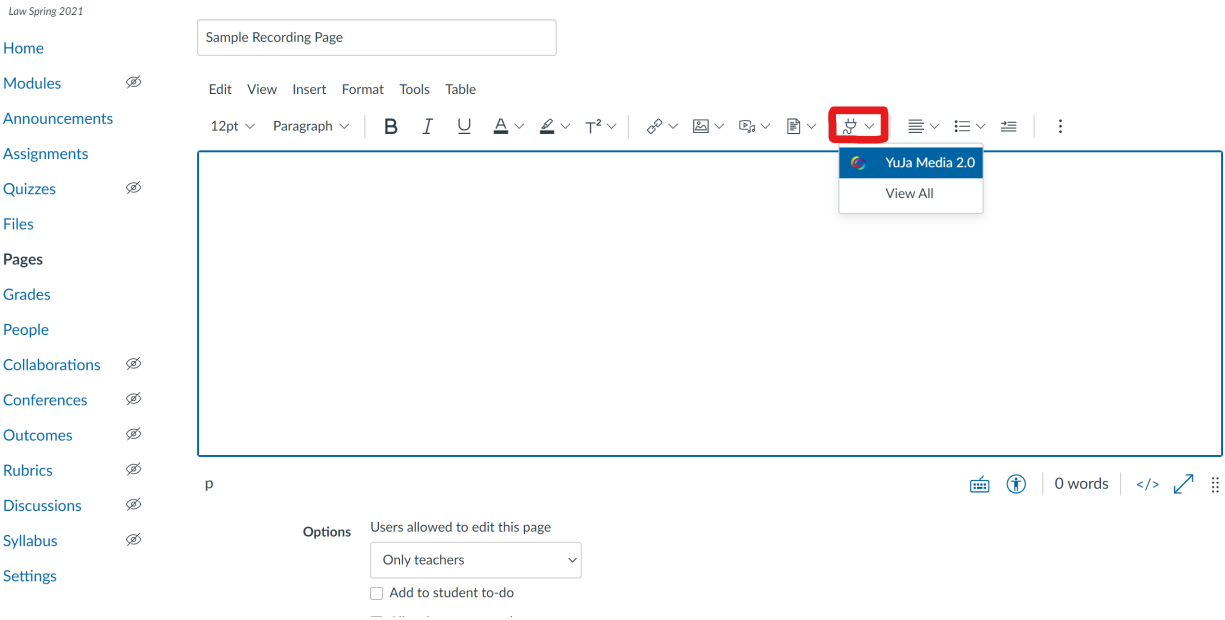 Law Spring 2021
Home
Modules
Announcements
Assignments
Quizzes
Files
Pages
Grades
People
Collaborations
Conferences
Outcomes
Rubrics
Discussions
Syllabus
Settings
Sample Recording Page
Edit View Insert Format Tools Table
12pt Paragraph B I U A T²
YuJa Media 2.0
View All
p 0 words </>
Options
Users allowed to edit this page
Only teachers
Add to student to-do